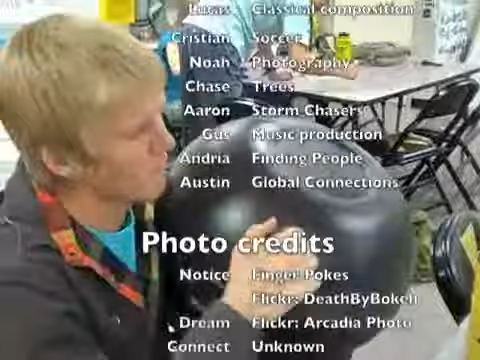 Lucas Classical composition
Cristian Soccer
Noah Photography
Chase Trees
Aaron Storm Chasers
Gus Music production
Andria Finding People
Austin Global Connections
Photo credits
Notice Finger Pokes
Flickr: DeathByBokeh
Dream Flickr: Arcadia Photo
Connect Unknown